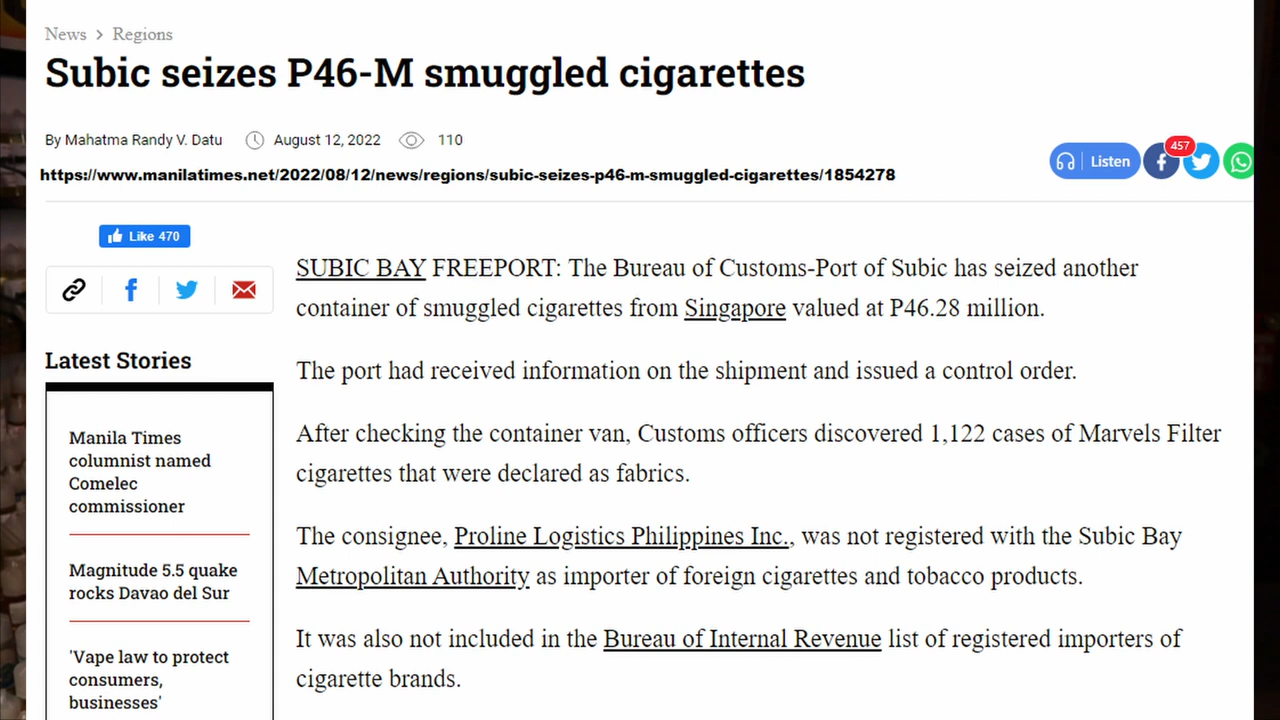 News > Regions
Subic seizes P46-M smuggled cigarettes
By Mahatma Randy V. Datu August 12, 2022 110
https://www.manilatimes.net/2022/08/12/news/regions/subic-seizes-p46-m-smuggled-cigarettes/1854278
Listen 457
Like 470
SUBIC BAY FREEPORT: The Bureau of Customs-Port of Subic has seized another
container of smuggled cigarettes from Singapore valued at P46.28 million.
The port had received information on the shipment and issued a control order.
After checking the container van, Customs officers discovered 1,122 cases of Marvels Filter
cigarettes that were declared as fabrics.
The consignee, Proline Logistics Philippines Inc., was not registered with the Subic Bay
Metropolitan Authority as importer of foreign cigarettes and tobacco products.
It was also not included in the Bureau of Internal Revenue list of registered importers of
cigarette brands.
Latest Stories
Manila Times
columnist named
Comelec
commissioner
Magnitude 5.5 quake
rocks Davao del Sur
'Vape law to protect
consumers,
businesses'